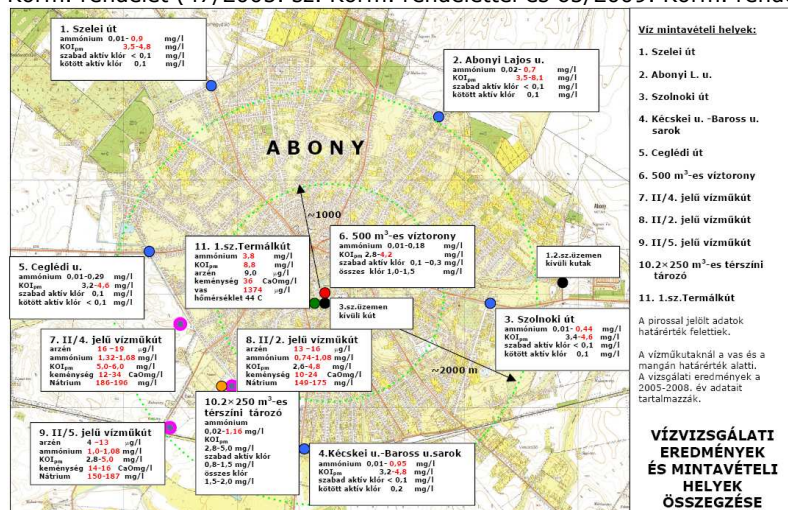 1. Szelei út
ammónium 0,01- 0,9 mg/l
KOIpm 3,5-4,8 mg/l
szabad aktív klór < 0,1 mg/l
kötött aktív klór 0,1 mg/l
2. Abonyi Lajos u.
ammónium 0,02- 0,7 mg/l
KOIpm 3,5-8,1 mg/l
szabad aktív klór < 0,1 mg/l
kötött aktív klór 0,1 mg/l
ABONY
~1000
11. 1.sz.Termálkút
ammónium 3,8 mg/l
KOIpm 8,8 mg/l
arzén 9,0 µg/l
keménység 36 CaOmg/l
vas 1374 µg/l
hőmérséklet 44 C
6. 500 m³-es víztorony
ammónium 0,01-0,18 mg/l
KOIpm 2,8-4,2 mg/l
szabad aktív klór 0,1 -0,3 mg/l
összes klór 1,0-1,5 mg/l
1.2.sz.üzemen
kívüli kutak
5. Ceglédi u.
ammónium 0,01-0,29 mg/l
KOIpm 3,2-4,6 mg/l
szabad aktív klór 0,1 mg/l
kötött aktív klór < 0,1 mg/l
3.sz.üzemen
kívüli kút
3. Szolnoki út
ammónium 0,01- 0,44 mg/l
KOIpm 3,4-4,6 mg/l
szabad aktív klór < 0,1 mg/l
kötött aktív klór 0,1 mg/l
~2000 m
7. II/4. jelű vízműkút
arzén 16 -19 µg/l
ammónium 1,32-1,68 mg/l
KOIpm 5,0-6,0 mg/l
keménység 12-34 CaOmg/l
Nátrium 186-196 mg/l
8. II/2. jelű vízműkút
arzén 13 -16 µg/l
ammónium 0,74-1,08 mg/l
KOIpm 2,6-4,8 mg/l
keménység 10-24 CaOmg/l
Nátrium 149-175 mg/l
10.2×250 m³-es
térszíni tározó
ammónium
0,02-1,16 mg/l
KOIpm
2,8-5,0 mg/l
szabad aktív klór
0,8-1,5 mg/l
összes klór
1,5-2,0 mg/l
9. II/5. jelű vízműkút
arzén 4 -13 µg/l
ammónium 1,0-1,08 mg/l
KOIpm 2,8-5,0 mg/l
keménység 14-16 CaOmg/l
Nátrium 150-187 mg/l
4.Kécskei u.-Baross u.sarok
ammónium 0,01- 0,95 mg/l
KOIpm 3,2-4,8 mg/l
szabad aktív klór < 0,1 mg/l
kötött aktív klór 0,2 mg/l
Víz mintavételi helyek:
1. Szelei út
2. Abonyi L. u.
3. Szolnoki út
4. Kécskei u. -Baross u.
sarok
5. Ceglédi út
6. 500 m³-es víztorony
7. II/4. jelű vízműkút
8. II/2. jelű vízműkút
9. II/5. jelű vízműkút
10.2×250 m³-es térszíni
tározó
11. 1.sz.Termálkút
A pirossal jelölt adatok
határérték felettiek.
A vízműkutaknál a vas és a
mangán határérték alatti.
A vizsgálati eredmények a
2005-2008. év adatait
tartalmazzák.
VÍZVIZSGÁLATI
EREDMÉNYEK
ÉS MINTAVÉTELI
HELYEK
ÖSSZEGZÉSE